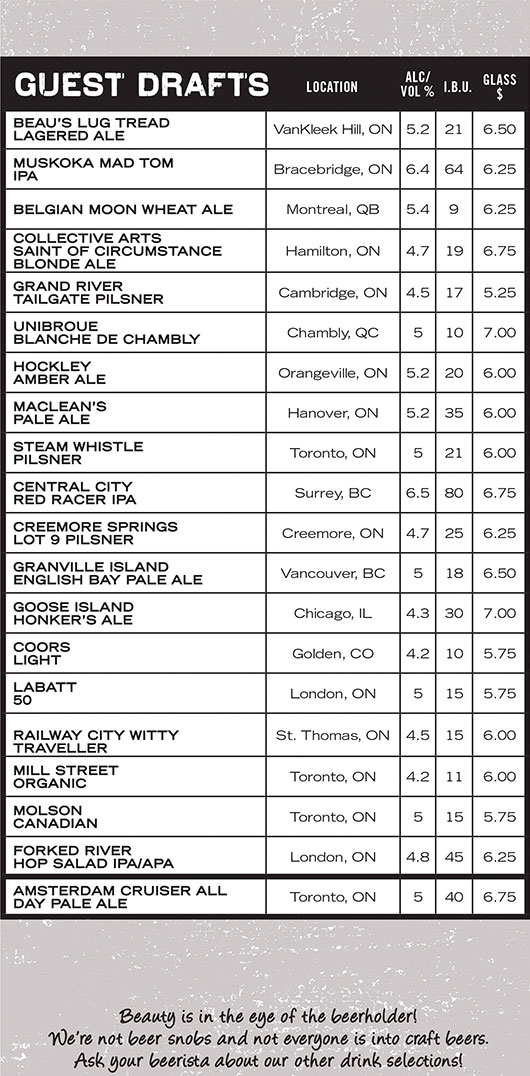 GUEST DRAFTS LOCATION ALC/ VOL % I.B.U. GLASS $
BEAU'S LUG TREAD
LAGERED ALE VanKleek Hill, ON 5.2 21 6.50
MUSKOKA MAD TOM
IPA Bracebridge, ON 6.4 64 6.25
BELGIAN MOON WHEAT ALE Montreal, QB 5.4 9 6.25
COLLECTIVE ARTS
SAINT OF CIRCUMSTANCE Hamilton, ON 4.7 19 6.75
BLONDE ALE
GRAND RIVER
TAILGATE PILSNER Cambridge, ON 4.5 17 5.25
UNIBROUE
BLANCHE DE CHAMBLY Chambly, QC 5 10 7.00
HOCKLEY
AMBER ALE Orangeville, ON 5.2 20 6.00
MACLEAN'S
PALE ALE Hanover, ON 5.2 35 6.00
STEAM WHISTLE
PILSNER Toronto, ON 5 21 6.00
CENTRAL CITY
RED RACER IPA Surrey, BC 6.5 80 6.75
CREEMORE SPRINGS
LOT 9 PILSNER Creemore, ON 4.7 25 6.25
GRANVILLE ISLAND
ENGLISH BAY PALE ALE Vancouver, BC 5 18 6.50
GOOSE ISLAND
HONKER'S ALE Chicago, IL 4.3 30 7.00
COORS
LIGHT Golden, CO 4.2 10 5.75
LABATT
50 London, ON 5 15 5.75
RAILWAY CITY WITTY
TRAVELLER St. Thomas, ON 4.5 15 6.00
MILL STREET
ORGANIC Toronto, ON 4.2 11 6.00
MOLSON
CANADIAN Toronto, ON 5 15 5.75
FORKED RIVER
HOP SALAD IPA/APA London, ON 4.8 45 6.25
AMSTERDAM CRUISER ALL
DAY PALE ALE Toronto, ON 5 40 6.75
Beauty is in the eye of the beerholder!
We're not beer snobs and not everyone is into craft beers.
Ask your beerista about our other drink selections!